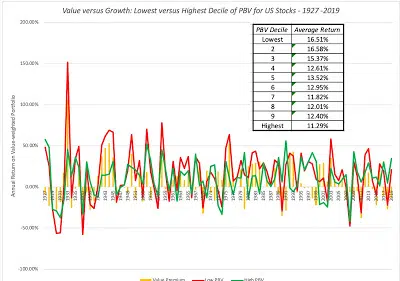 Value versus Growth: Lowest versus Highest Decile of PBV for US Stocks - 1927 -2019
200.00%
PBV Decile Average Return
Lowest 16.51%
2 16.58%
3 15.37%
4 12.61%
5 13.52%
6 12.95%
7 11.82%
8 12.01%
9 12.40%
Highest 11.29%
150.00%
100.00%
50.00%
0.00%
-50.00%
-100.00%
Annual Return on Value-weighted Portfolio
Value Premium Low PBV High PBV